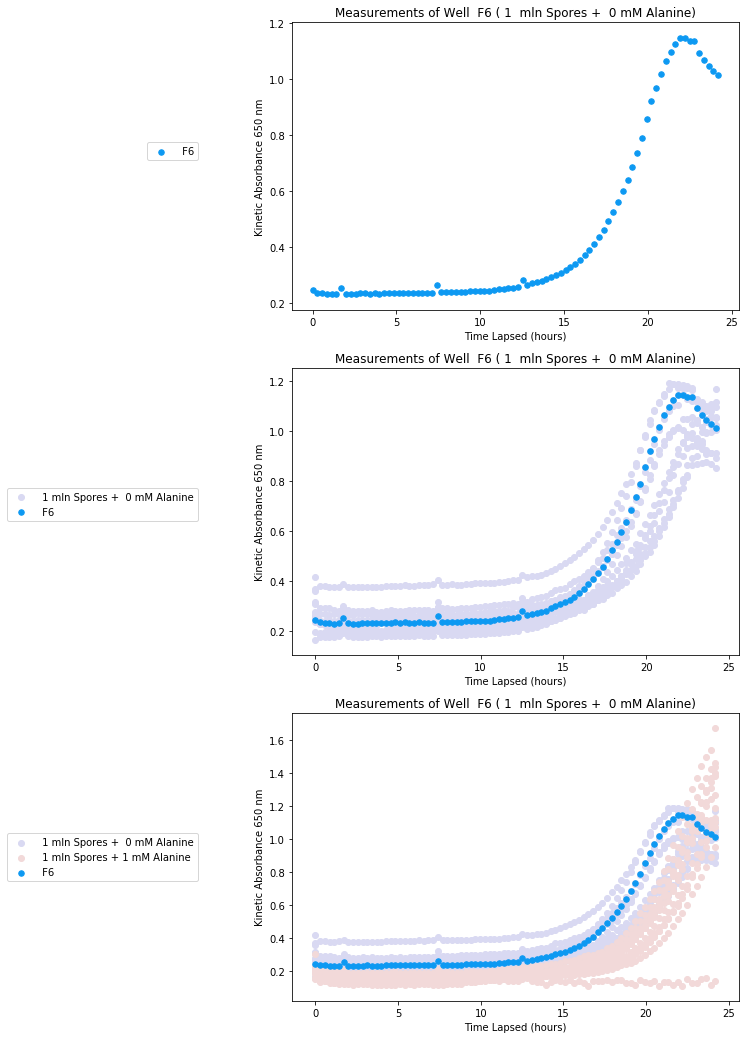 Measurements of Well  F6 ( 1  mln Spores +  0 mM Alanine)
1.2
1.0
0.8
0.6
0.4
0.2
Kinetic Absorbance 650 nm
F6
0 5 10 15 20 25
Time Lapsed (hours)
Measurements of Well  F6 ( 1  mln Spores +  0 mM Alanine)
1.2
1.0
0.8
0.6
0.4
0.2
Kinetic Absorbance 650 nm
1 mln Spores +  0 mM Alanine
F6
0 5 10 15 20 25
Time Lapsed (hours)
Measurements of Well  F6 ( 1  mln Spores +  0 mM Alanine)
1.6
1.4
1.2
1.0
0.8
0.6
0.4
0.2
Kinetic Absorbance 650 nm
1 mln Spores +  0 mM Alanine
1 mln Spores + 1 mM Alanine
F6
0 5 10 15 20 25
Time Lapsed (hours)